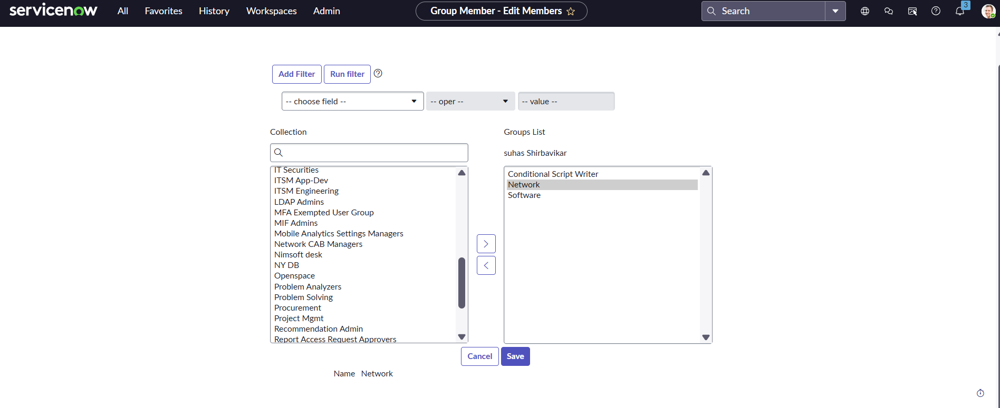 servicenow All Favorites History Workspaces Admin Group Member - Edit Members Search 3
Add Filter Run filter
-- choose field -- -- oper -- -- value --
Collection
Groups List
suhas Shirbavikar
IT Securities
ITSM App-Dev
ITSM Engineering
LDAP Admins
MFA Exempted User Group
MIF Admins
Mobile Analytics Settings Managers
Network CAB Managers
Nimsoft desk
NY DB
Openspace
Problem Analyzers
Problem Solving
Procurement
Project Mgmt
Recommendation Admin
Report Access Request Approvers
Conditional Script Writer
Network
Software
Cancel Save
Name Network